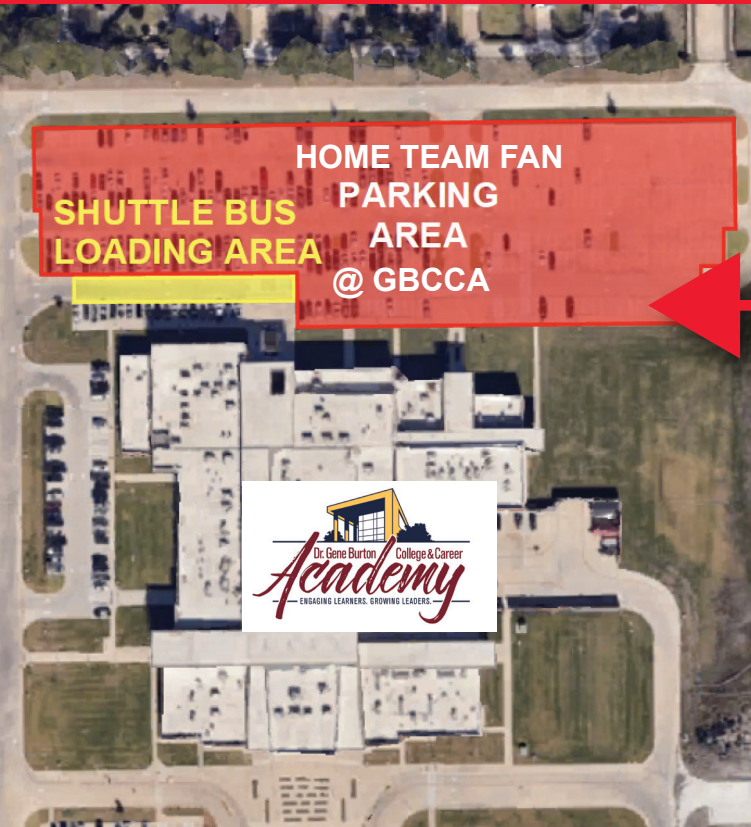 HOME TEAM FAN
PARKING
AREA
@ GBCCA
SHUTTLE BUS
LOADING AREA
Dr. Gene Burton College & Career
Academy
ENGAGING LEARNERS. GROWING LEADERS.